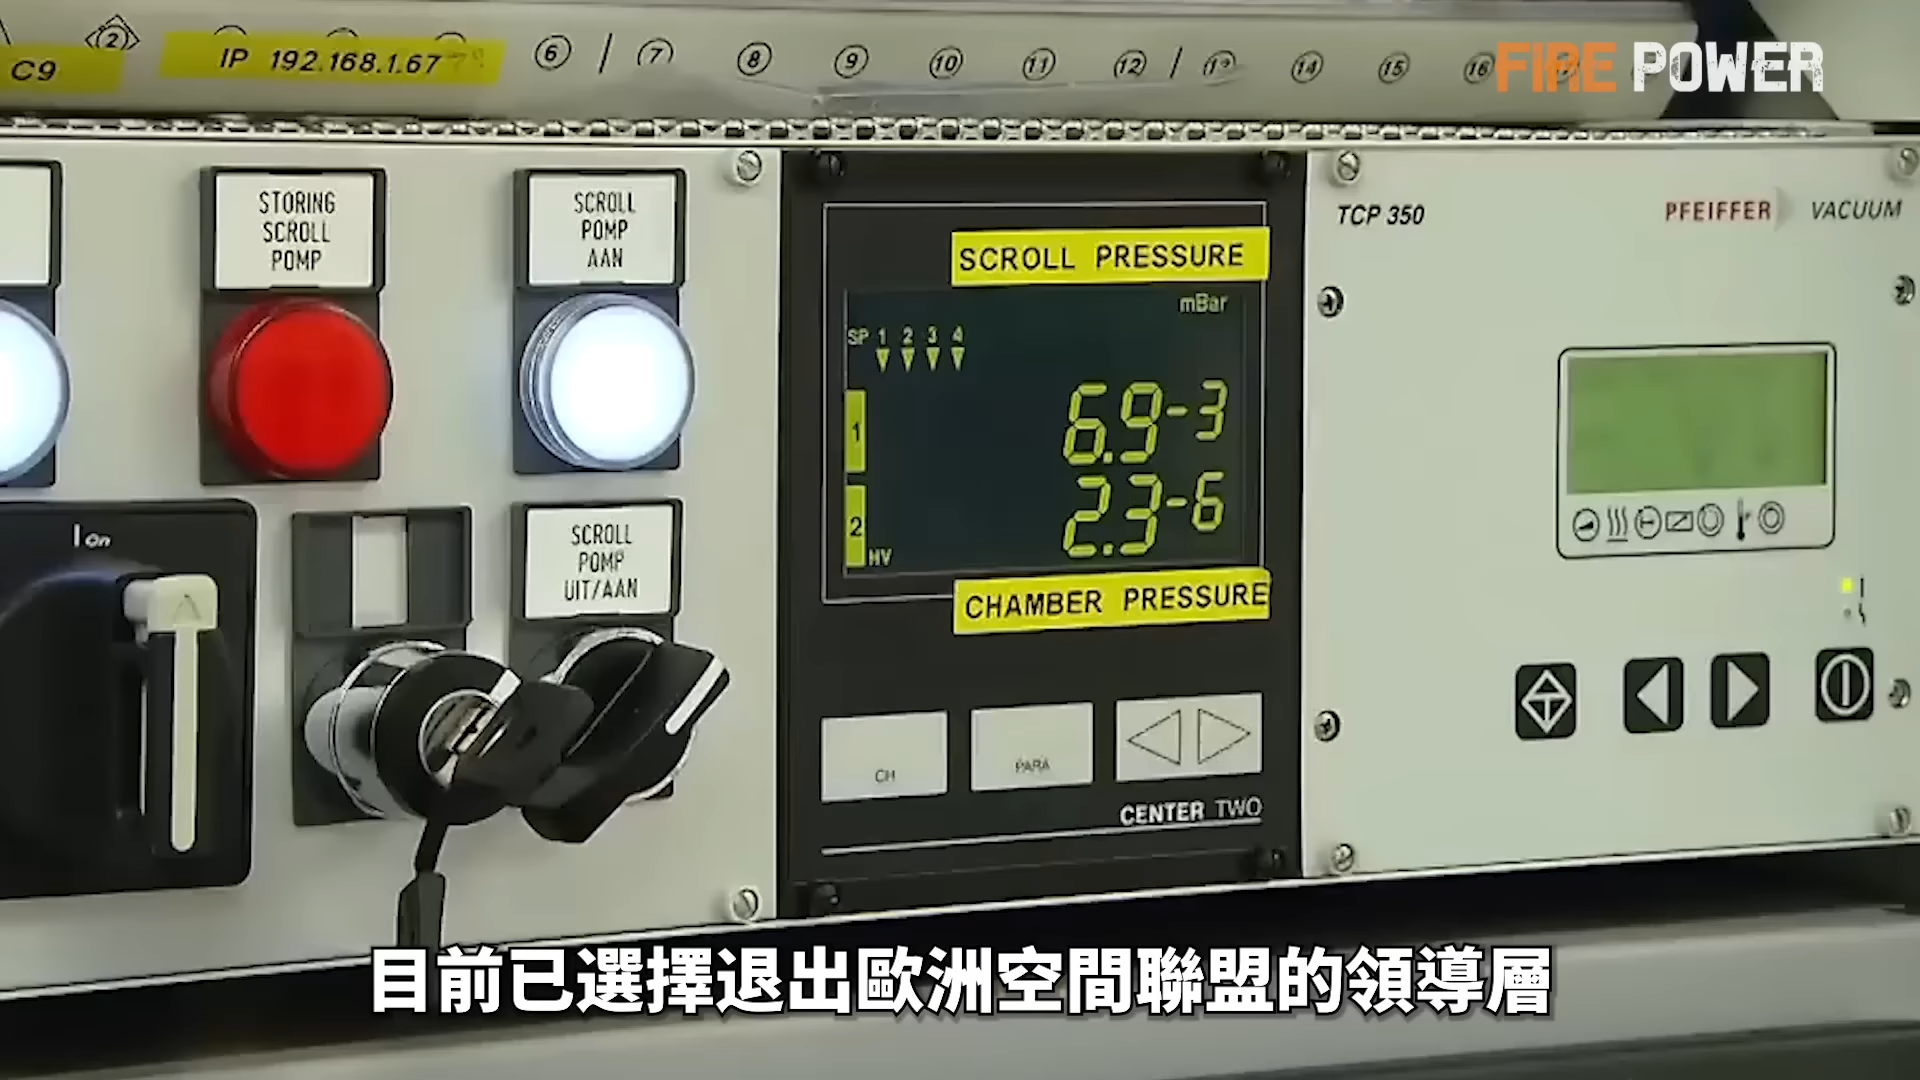 C9
IP 192.168.1.67
2
6 / 7 8 9 10 11 12 / 13 14 15 16
FIRE POWER
STORING
SCROLL
POMP
SCROLL
POMP
AAN
SCROLL PRESSURE
mBar
SP 1 2 3 4
1 6.9-3
2 2.3-6
HV
CHAMBER PRESSURE
TCP 350
PFEIFFER VACUUM
I On
SCROLL
POMP
UIT/AAN
CH
PARA
CENTER TWO
目前已選擇退出歐洲空間聯盟的領導層